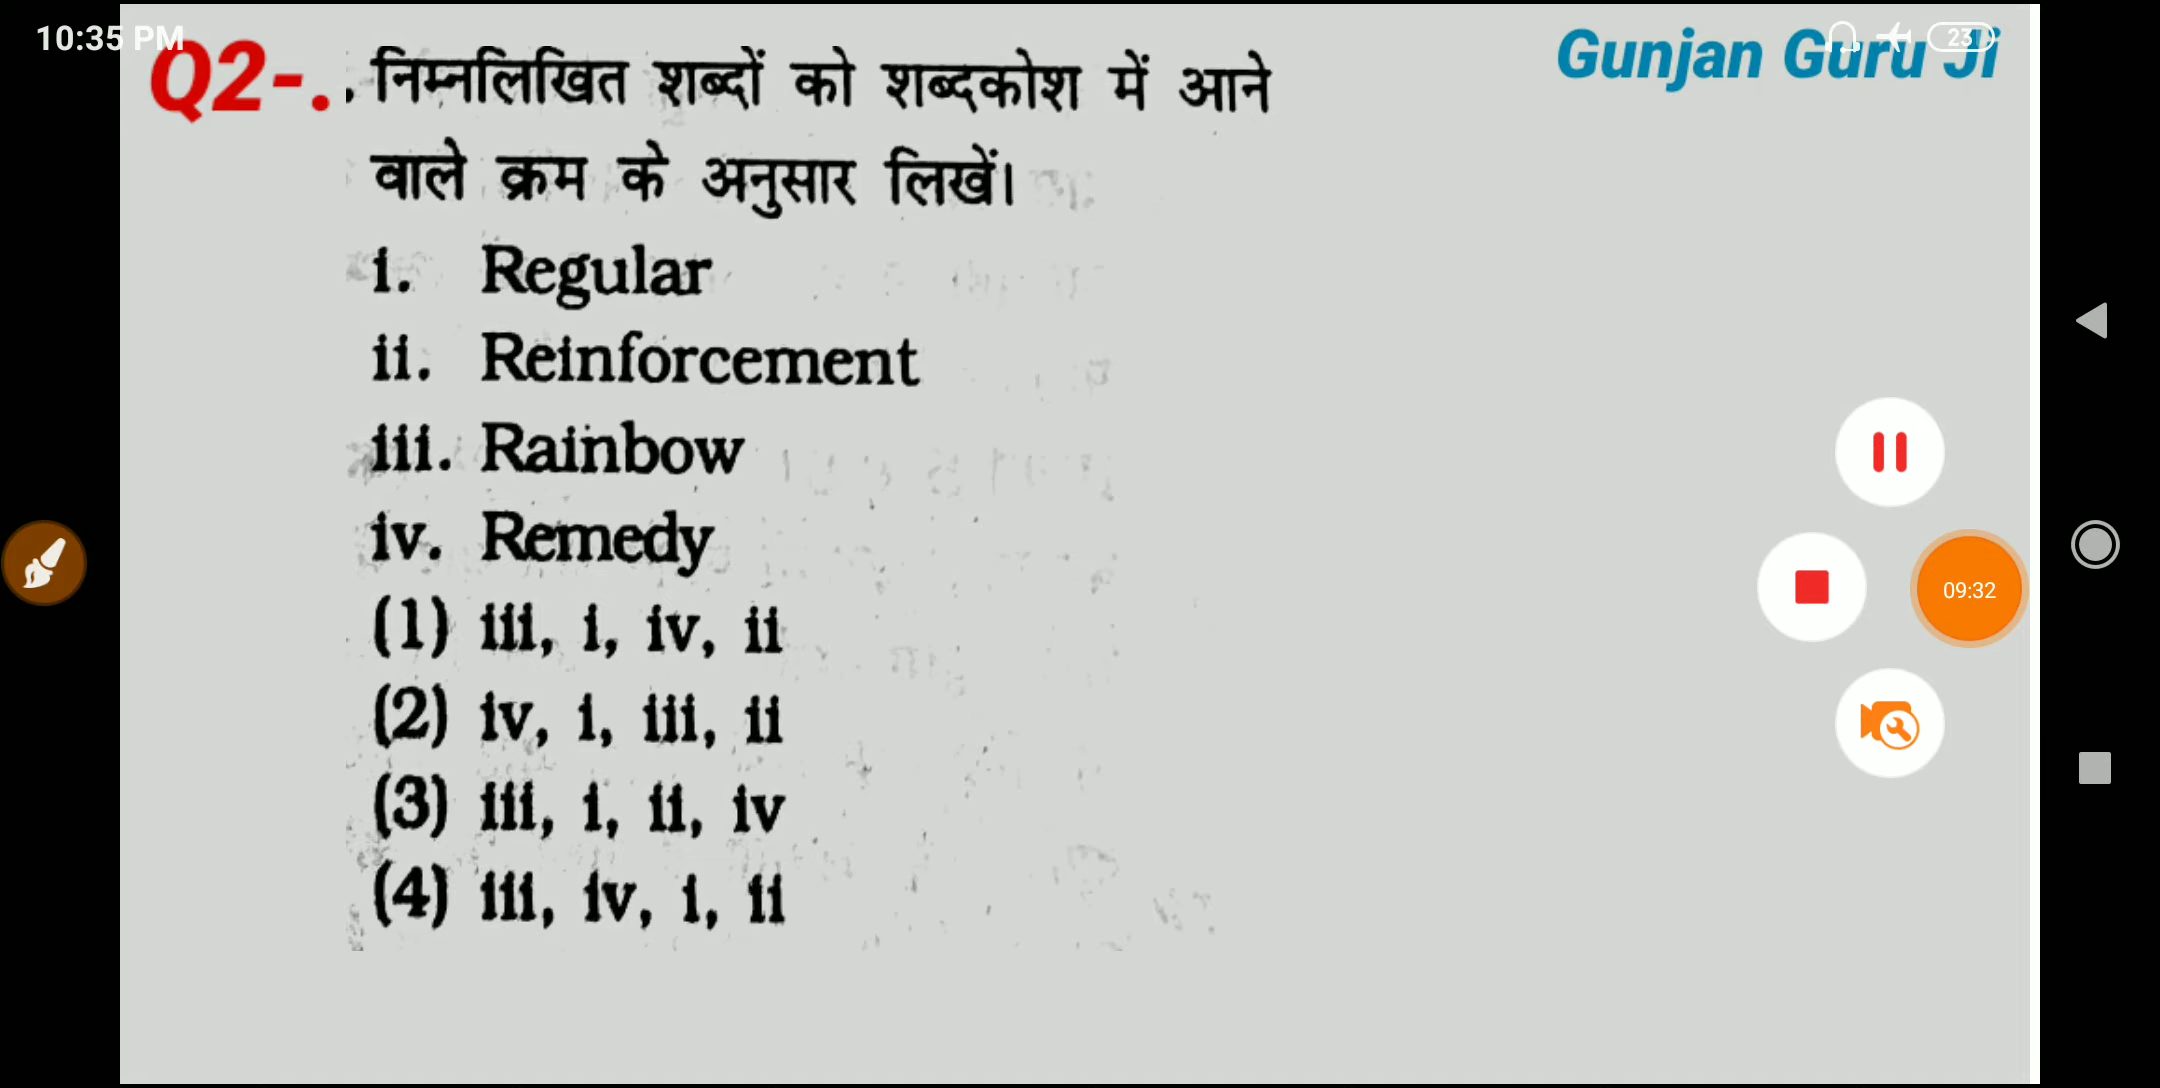 10:35 PM
Q2-. . निम्नलिखित शब्दों को शब्दकोश में आने
Gunjan Guru Ji
23
वाले क्रम के अनुसार लिखें।
i. Regular
ii. Reinforcement
iii. Rainbow
iv. Remedy
(1) iii, i, iv, ii
(2) iv, i, iii, ii
(3) iii, i, ii, iv
(4) iii, iv, i, ii
09:32